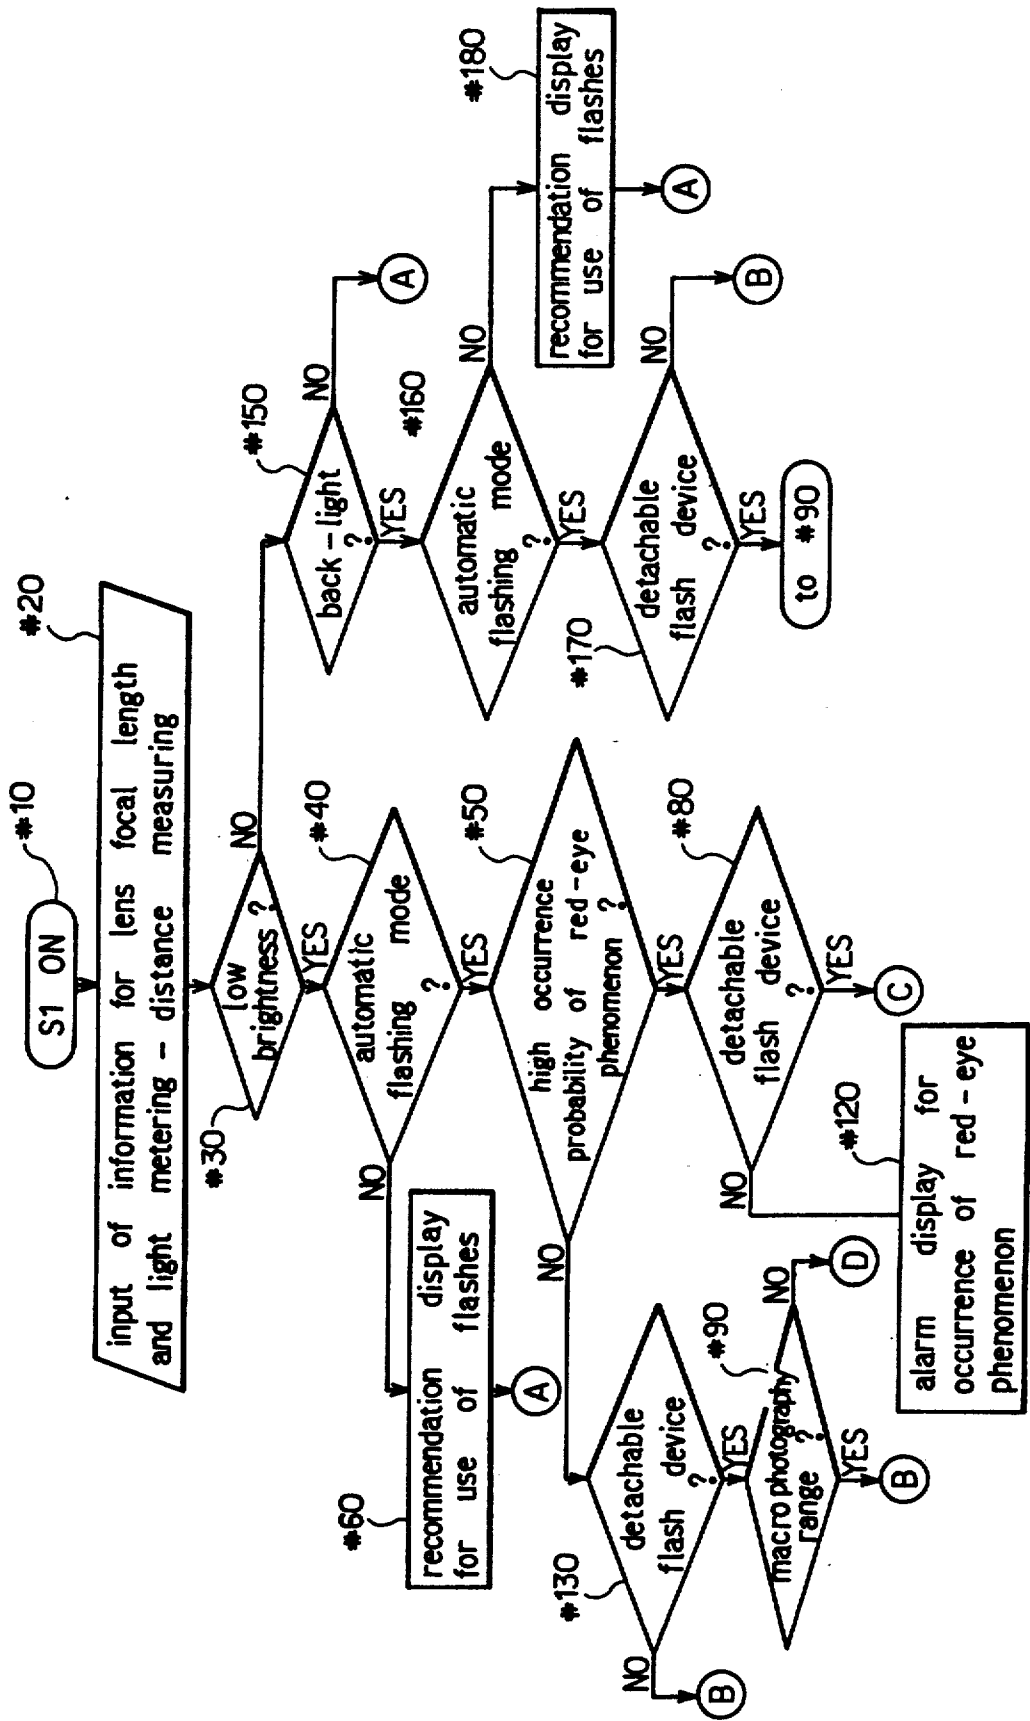 S1 ON
#10
#20
input of information for lens focal length
and light metering – distance measuring
#30
low
brightness ?
NO
YES
#40
automatic
flashing mode
?
NO
YES
#60
recommendation display
for use of flashes
A
#50
high occurrence
probability of red-eye
phenomenon ?
NO
YES
#80
detachable
flash device
?
NO
YES
C
#120
alarm display for
occurrence of red-eye
phenomenon
#130
detachable
flash device
?
NO
B
YES
#90
macro photography
range ?
NO
D
YES
B
#150
back – light
?
NO
A
YES
#160
automatic
flashing mode
?
NO
YES
#180
recommendation display
for use of flashes
A
#170
detachable
flash device
?
NO
B
YES
to #90